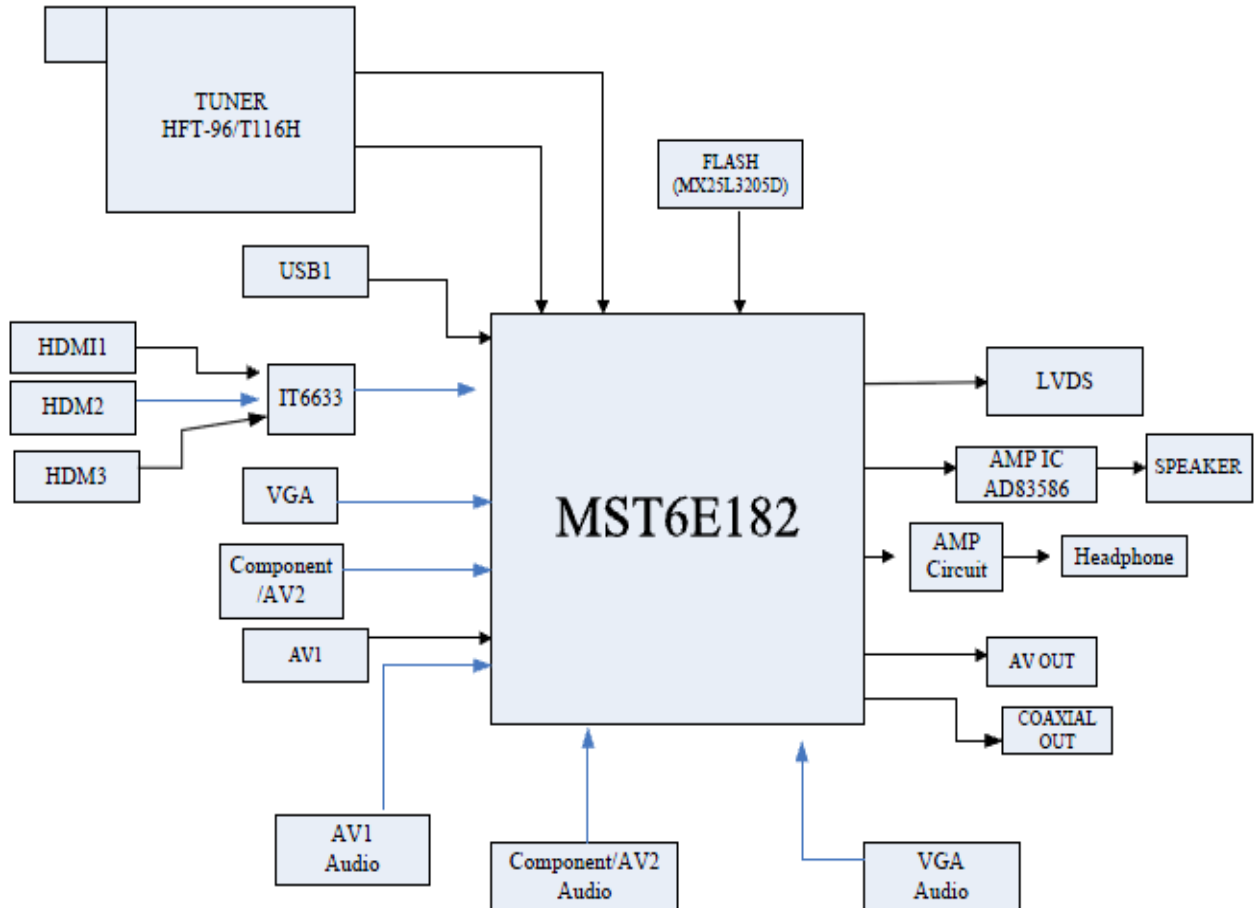 TUNER
HFT-96/T116H
FLASH
(MX25L3205D)
USB1
HDMI1
HDM2
HDM3
IT6633
VGA
Component
/AV2
AV1
MST6E182
LVDS
AMP IC
AD83586
SPEAKER
AMP
Circuit
Headphone
AV OUT
COAXIAL
OUT
AV1
Audio
Component/AV2
Audio
VGA
Audio